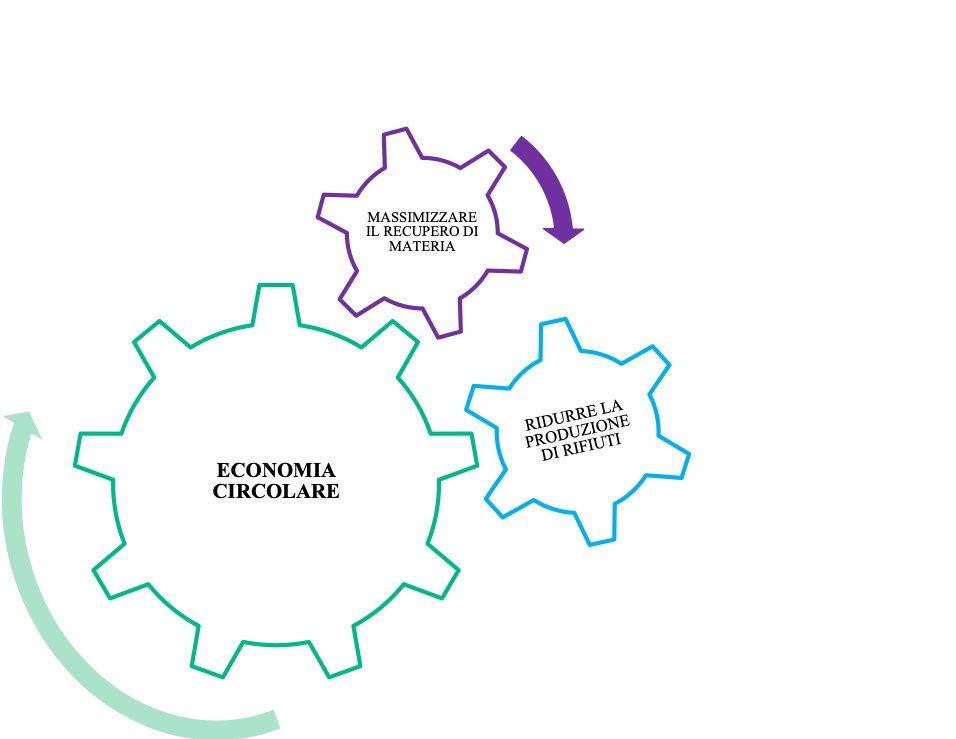 MASSIMIZZARE
IL RECUPERO DI
MATERIA
RIDURRE LA
PRODUZIONE
DI RIFIUTI
ECONOMIA
CIRCOLARE